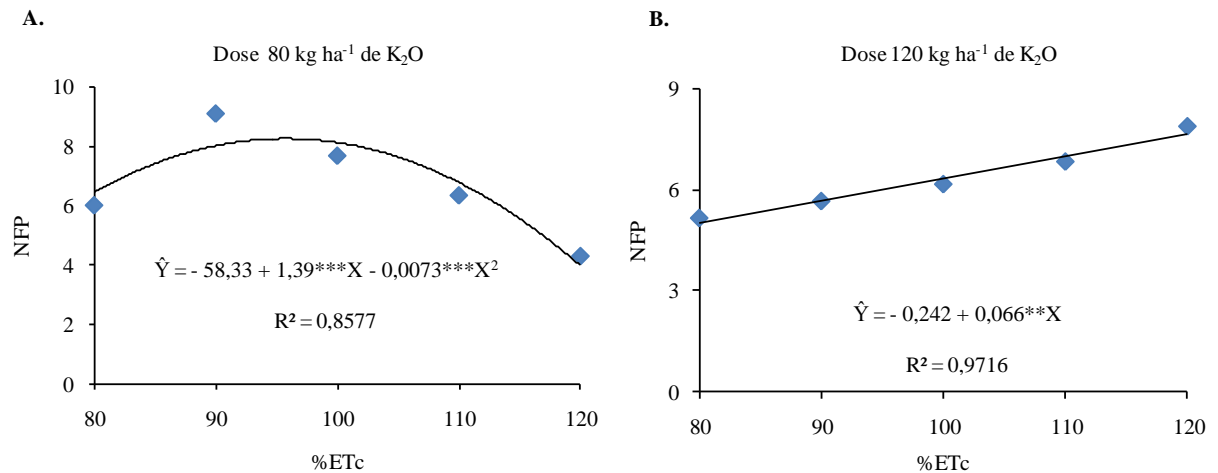 A.
Dose 80 kg ha⁻¹ de K₂O
10
8
6
4
2
0
NFP
Ŷ = - 58,33 + 1,39***X - 0,0073***X²
R² = 0,8577
80 90 100 110 120
%ETc
B.
Dose 120 kg ha⁻¹ de K₂O
9
6
3
0
NFP
Ŷ = - 0,242 + 0,066**X
R² = 0,9716
80 90 100 110 120
%ETc